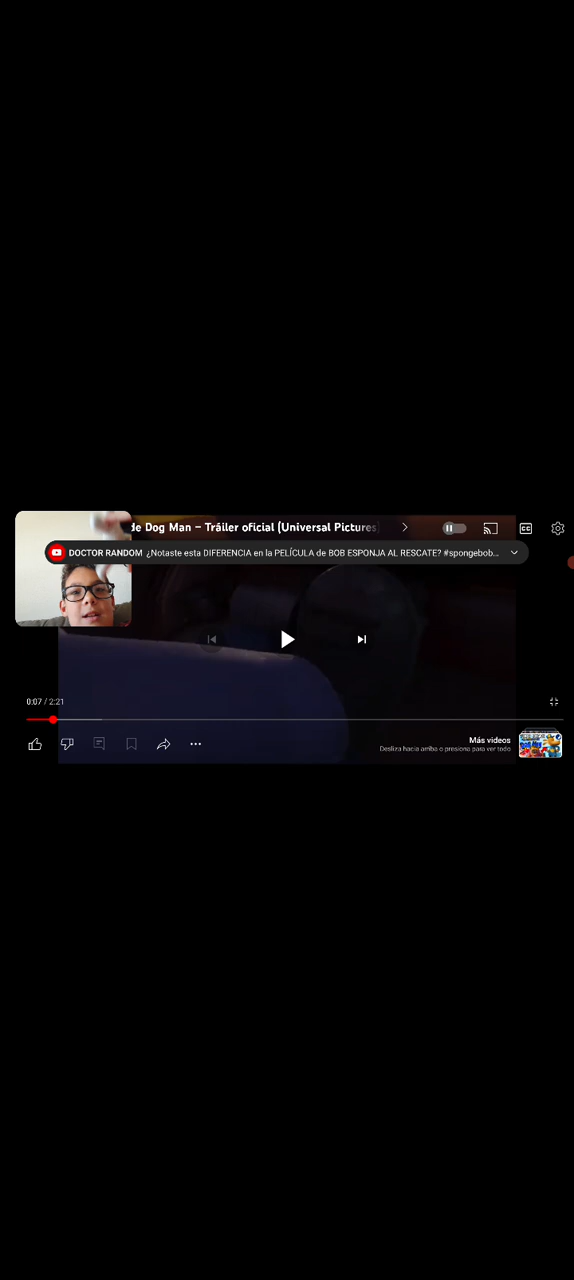 de Dog Man – Tráiler oficial (Universal Pictures)
DOCTOR RANDOM ¿Notaste esta DIFERENCIA en la PELÍCULA de BOB ESPONJA AL RESCATE? #spongebob...
CC
0:07 / 2:21
Más videos
Desliza hacia arriba o presiona para ver todo